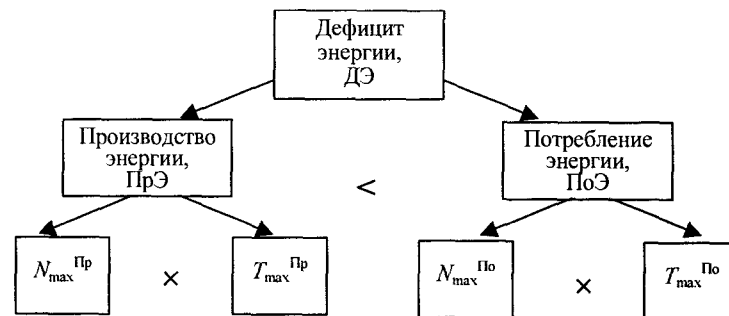 Дефицит
энергии,
ДЭ
Производство
энергии,
ПрЭ
<
Потребление
энергии,
ПоЭ
N_max^Пр × T_max^Пр
N_max^По × T_max^По